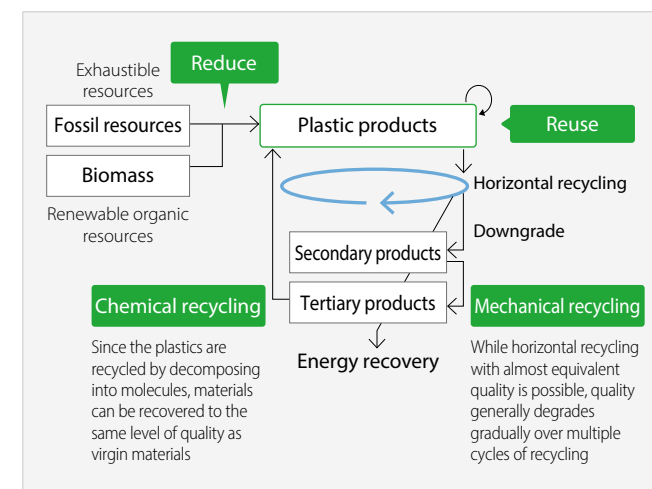 Reduce
Exhaustible
resources
Fossil resources
Plastic products
Reuse
Biomass
Renewable organic
resources
Horizontal recycling
Downgrade
Secondary products
Tertiary products
Energy recovery
Chemical recycling
Since the plastics are
recycled by decomposing
into molecules, materials
can be recovered to the
same level of quality as
virgin materials
Mechanical recycling
While horizontal recycling
with almost equivalent
quality is possible, quality
generally degrades
gradually over multiple
cycles of recycling